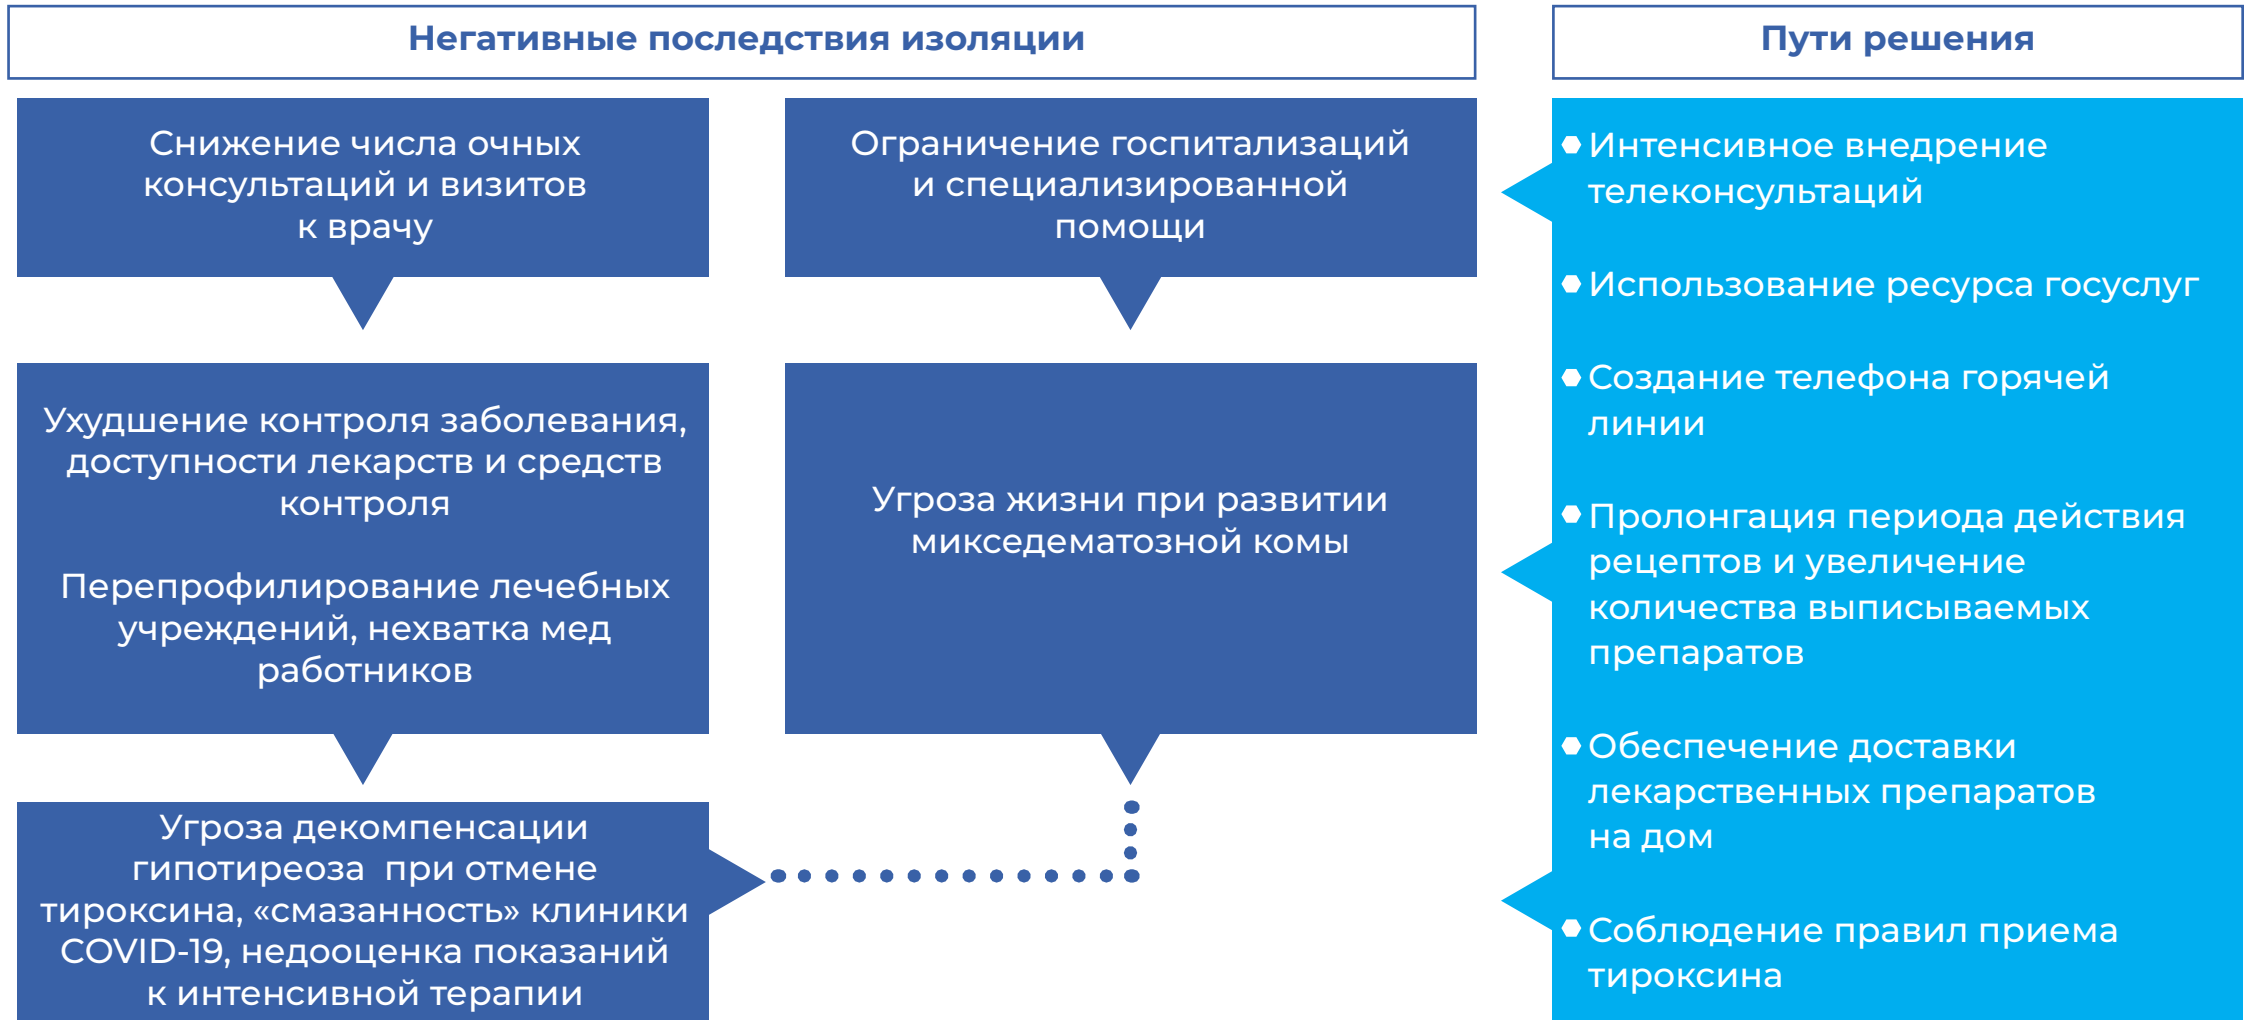 Негативные последствия изоляции
Снижение числа очных
консультаций и визитов
к врачу
Ухудшение контроля заболевания,
доступности лекарств и средств
контроля
Перепрофилирование лечебных
учреждений, нехватка мед
работников
Угроза декомпенсации
гипотиреоза при отмене
тироксина, «смазанность» клиники
COVID-19, недооценка показаний
к интенсивной терапии
Ограничение госпитализаций
и специализированной
помощи
Угроза жизни при развитии
микседематозной комы
Пути решения
Интенсивное внедрение
телеконсультаций
Использование ресурса госуслуг
Создание телефона горячей
линии
Пролонгация периода действия
рецептов и увеличение
количества выписываемых
препаратов
Обеспечение доставки
лекарственных препаратов
на дом
Соблюдение правил приема
тироксина